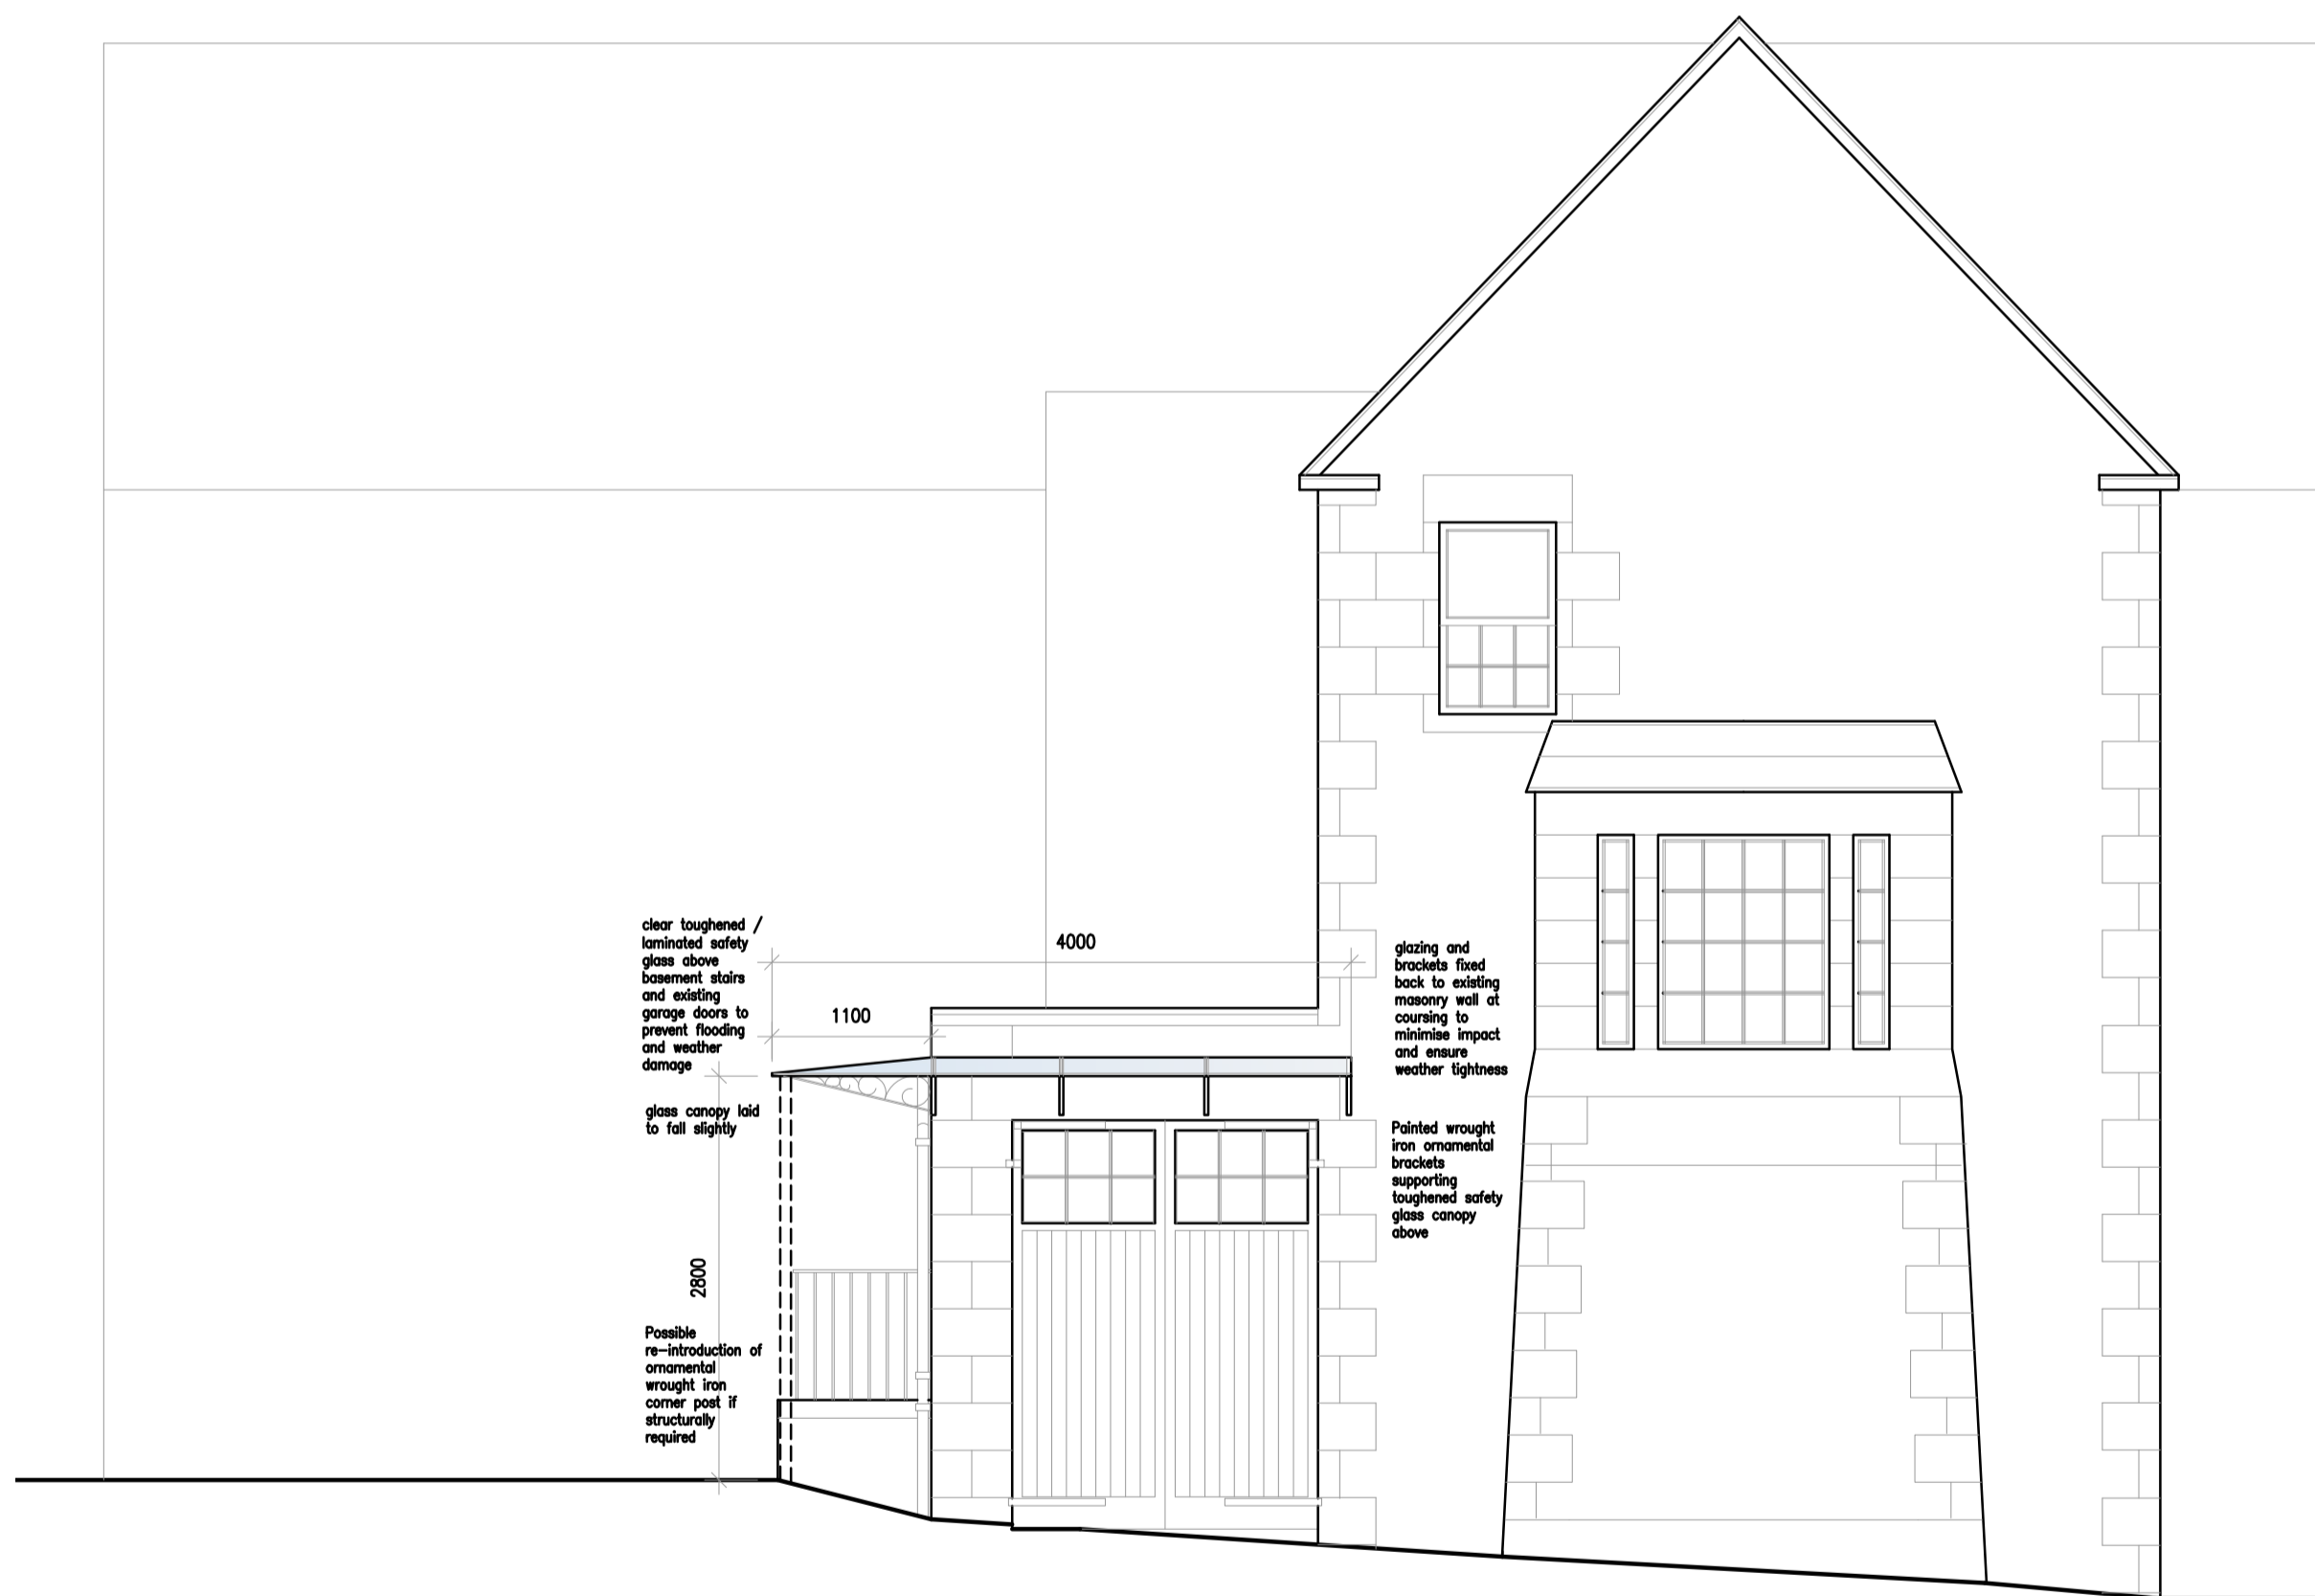 clear toughened /
laminated safety
glass above
basement stairs
and existing
garage doors to
prevent flooding
and weather
damage
4000
1100
glazing and
brackets fixed
back to existing
masonry wall at
coursing to
minimise impact
and ensure
weather tightness
glass canopy laid
to fall slightly
Painted wrought
iron ornamental
brackets
supporting
toughened safety
glass canopy
above
2800
Possible
re-introduction of
ornamental
wrought iron
corner post if
structurally
required